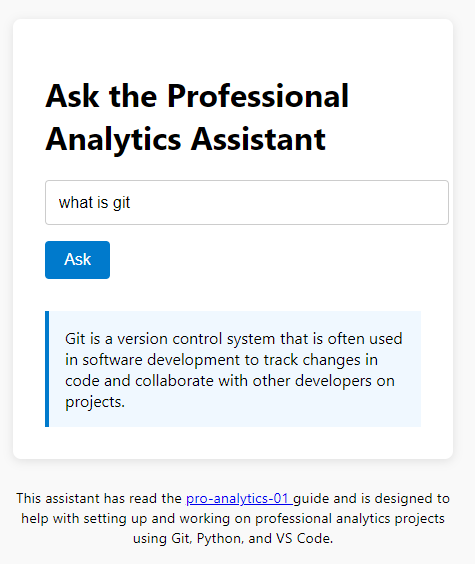 Ask the Professional
Analytics Assistant
what is git
Ask
Git is a version control system that is often used
in software development to track changes in
code and collaborate with other developers on
projects.
This assistant has read the pro-analytics-01 guide and is designed to
help with setting up and working on professional analytics projects
using Git, Python, and VS Code.